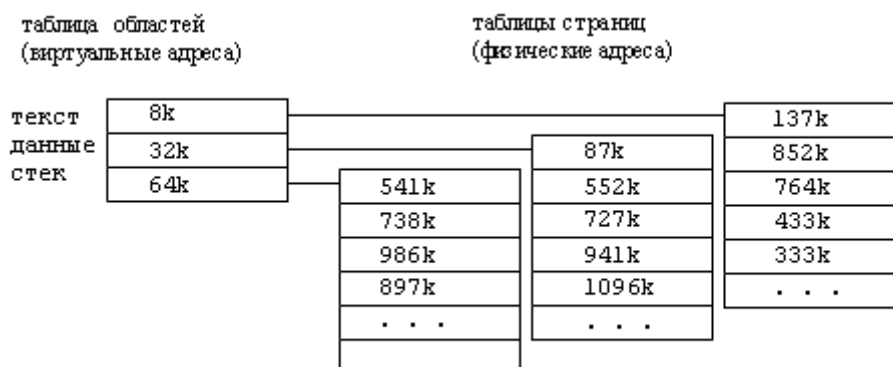 таблица областей
(виртуальные адреса)
таблицы страниц
(физические адреса)
текст
данные
стек
8k
32k
64k
541k
738k
986k
897k
. . .
87k
552k
727k
941k
1096k
. . .
137k
852k
764k
433k
333k
. . .